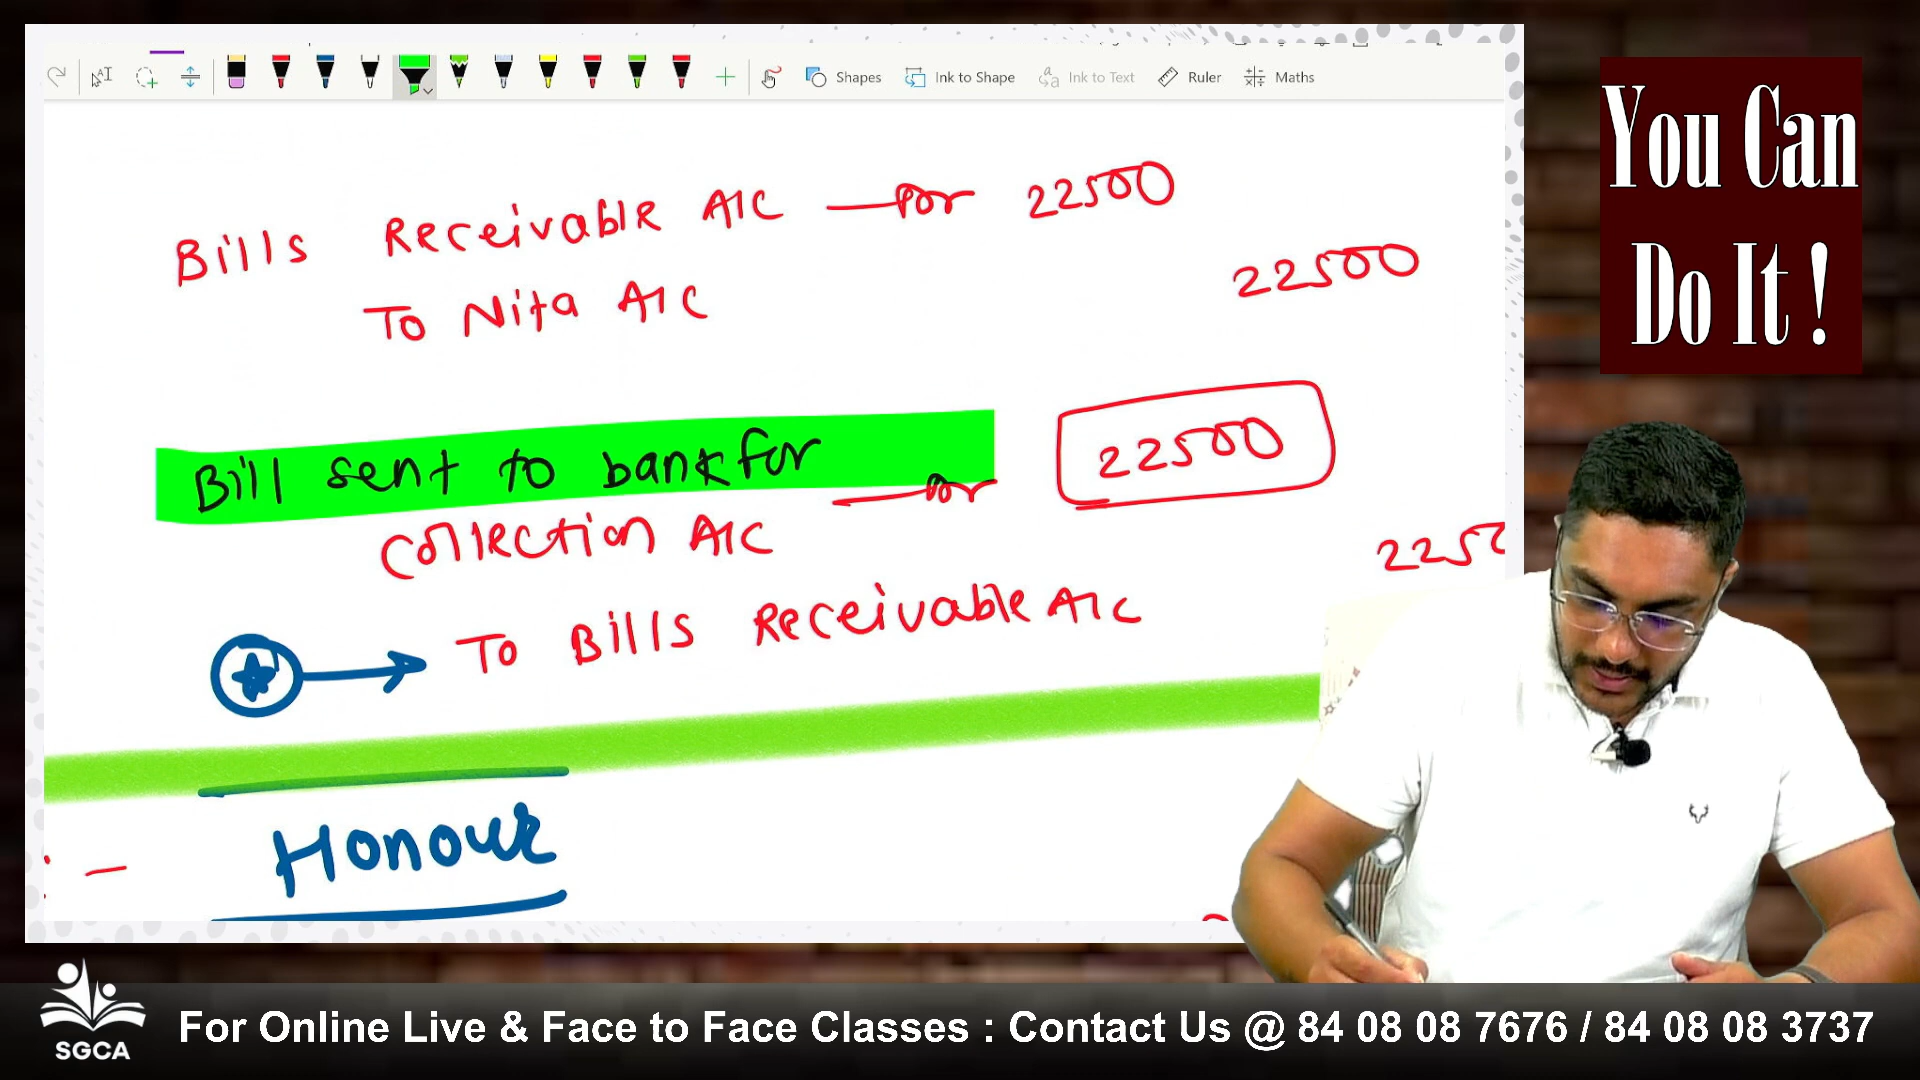 Shapes Ink to Shape Ink to Text Ruler Maths
Bills Receivable A/C — Dr 22500
To Nita A/C 22500
Bill sent to bank for
Collection A/C — Dr 22500
To Bills Receivable A/C
Honour
You Can
Do It !
SGCA
For Online Live & Face to Face Classes : Contact Us @ 84 08 08 7676 / 84 08 08 3737